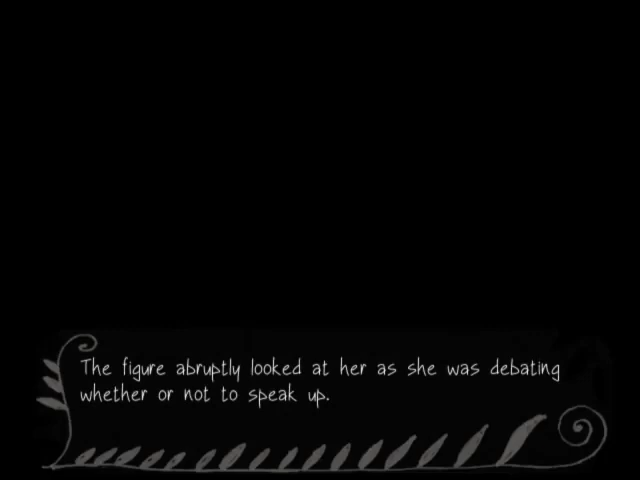 The figure abruptly looked at her as she was debating
whether or not to speak up.